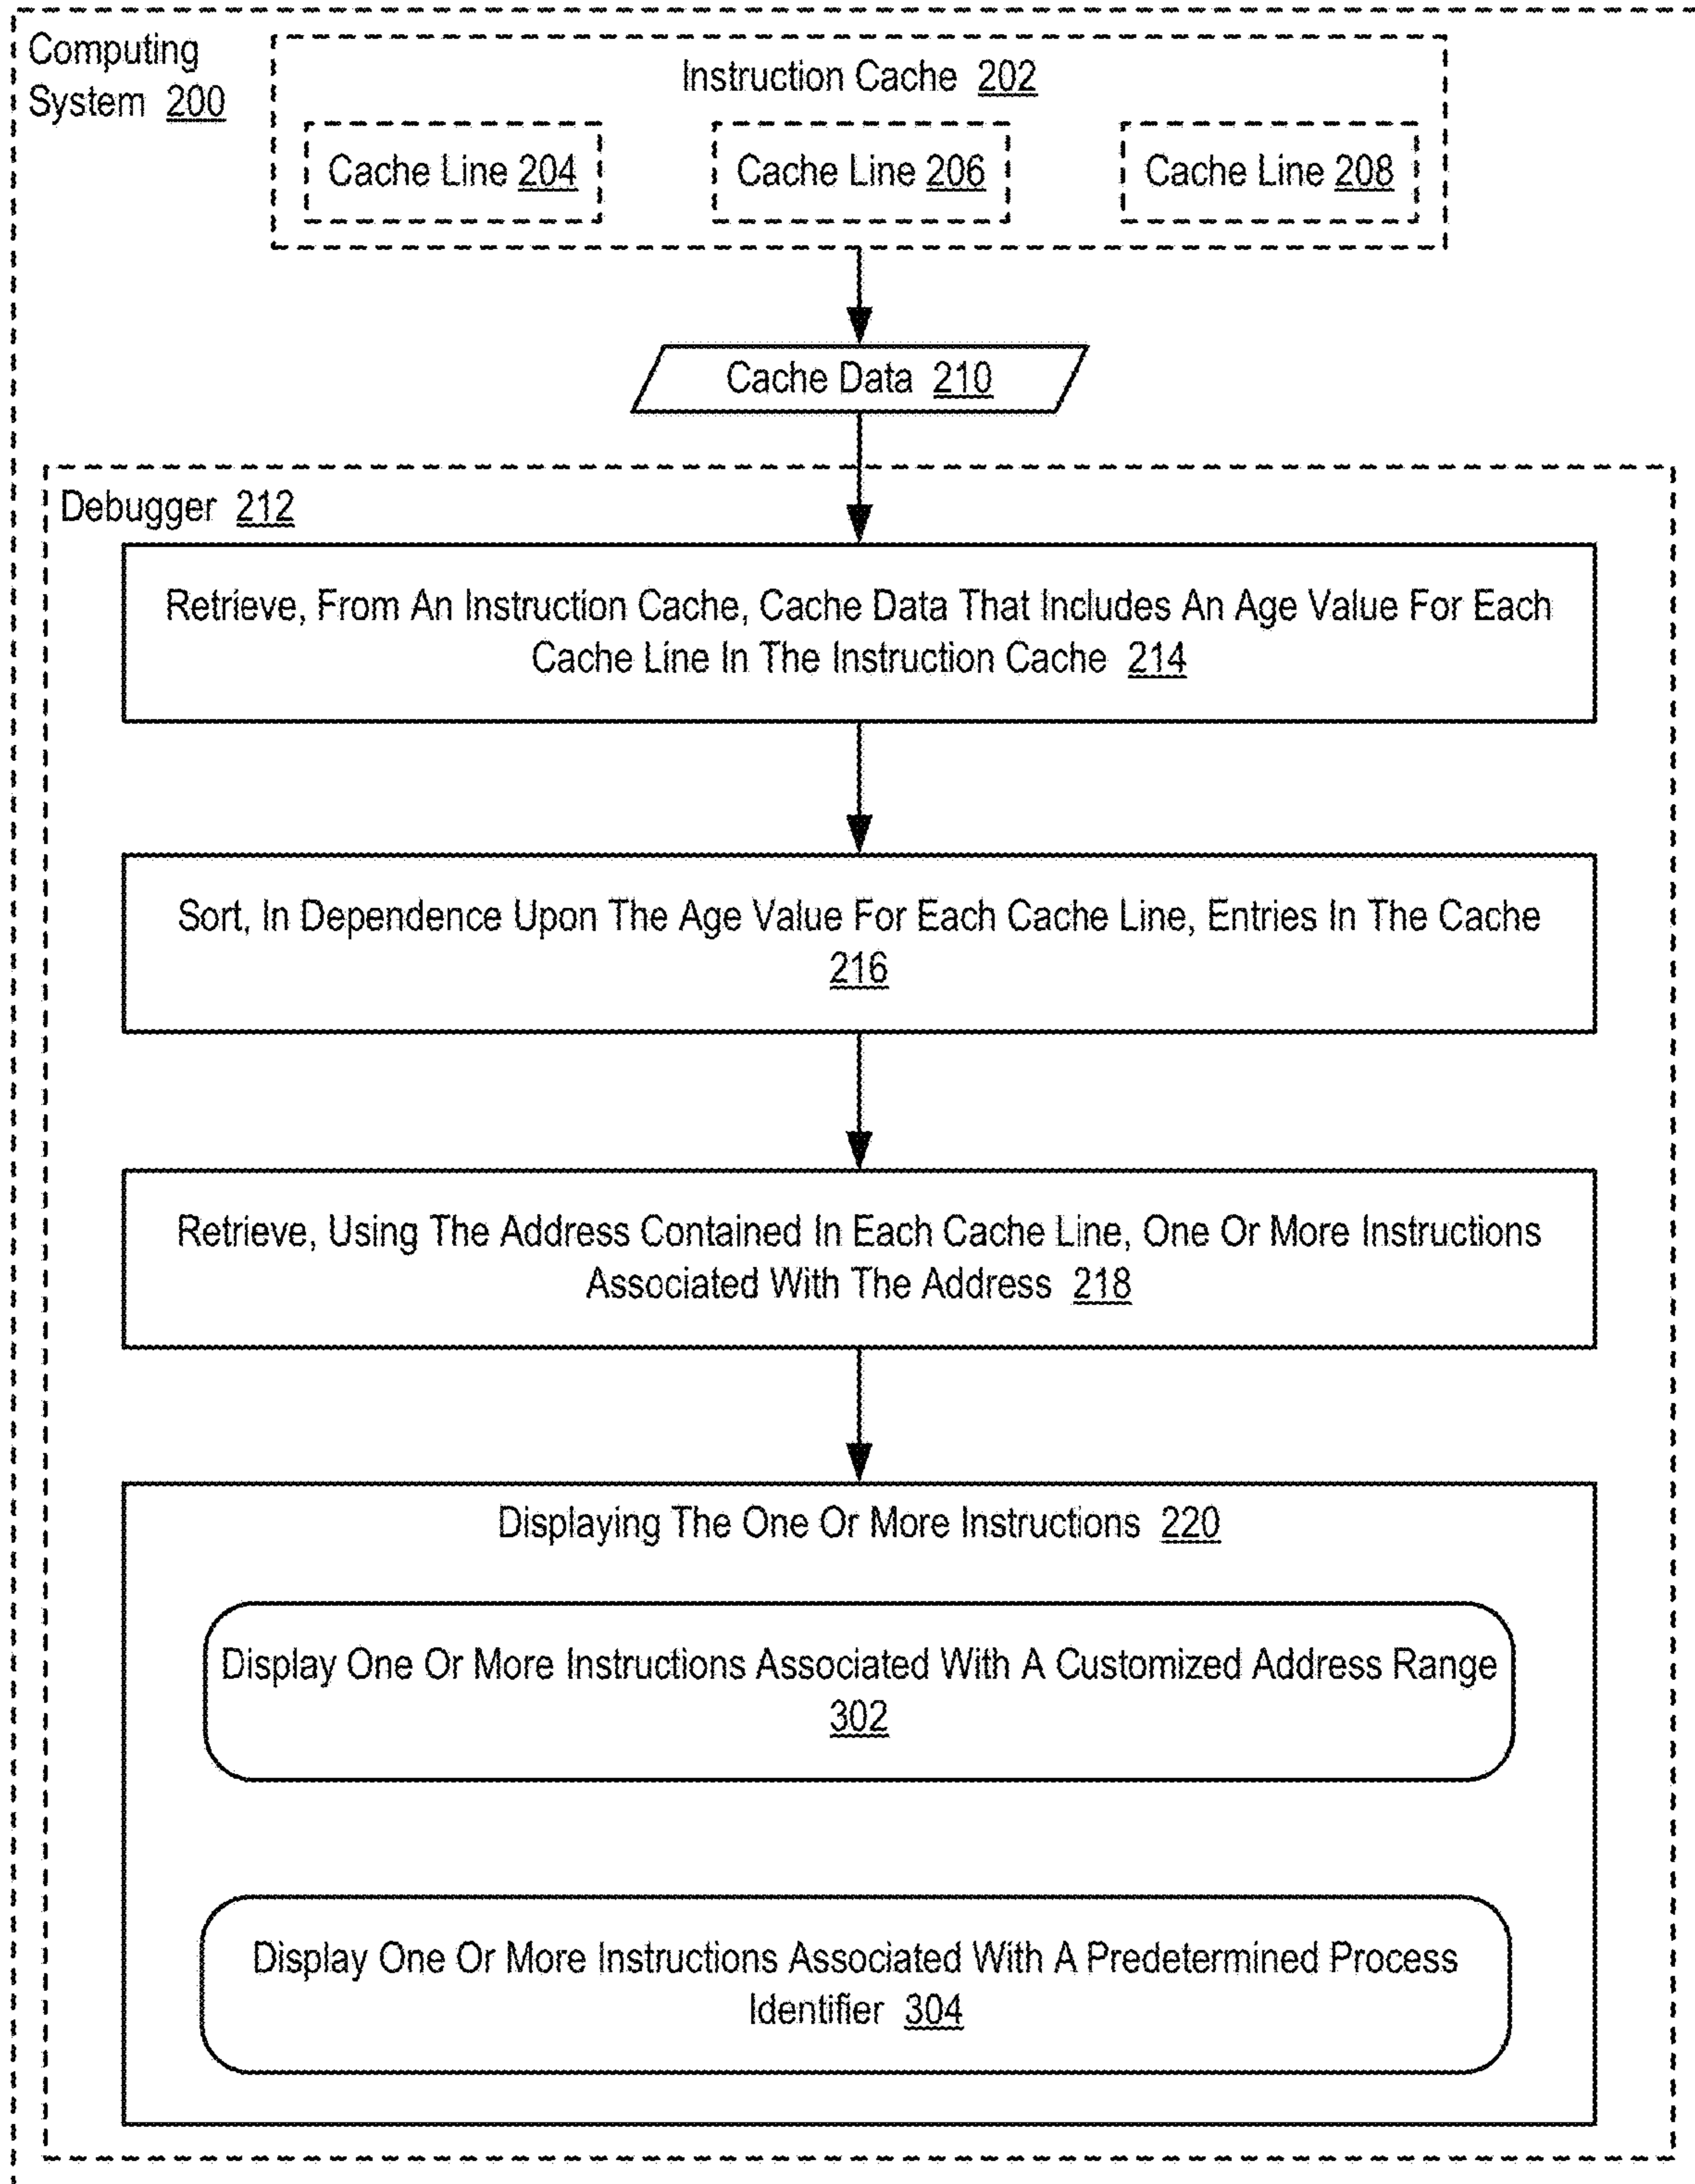 Computing
System 200
Instruction Cache 202
Cache Line 204
Cache Line 206
Cache Line 208
Cache Data 210
Debugger 212
Retrieve, From An Instruction Cache, Cache Data That Includes An Age Value For Each
Cache Line In The Instruction Cache 214
Sort, In Dependence Upon The Age Value For Each Cache Line, Entries In The Cache
216
Retrieve, Using The Address Contained In Each Cache Line, One Or More Instructions
Associated With The Address 218
Displaying The One Or More Instructions 220
Display One Or More Instructions Associated With A Customized Address Range
302
Display One Or More Instructions Associated With A Predetermined Process
Identifier 304